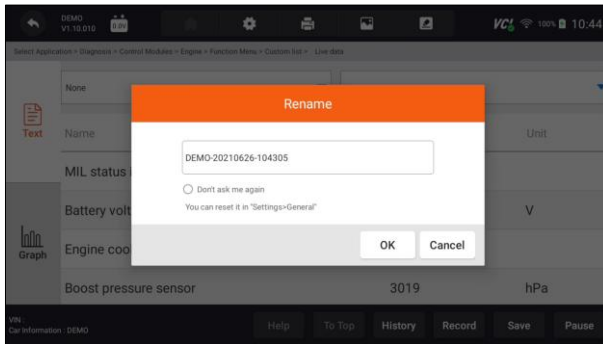 DEMO
V1.10.010
0.0V
VCI
100%
10:44
Select Application > Diagnosis > Control Modules > Engine > Function Menu > Custom list > Live data
None
Rename
Text
Name
Unit
DEMO-20210626-104305
MIL status
Don't ask me again
You can reset it in "Settings>General"
Battery volt
V
OK
Cancel
Graph
Engine coo
Boost pressure sensor
3019
hPa
VIN :
Car Information : DEMO
Help
To Top
History
Record
Save
Pause